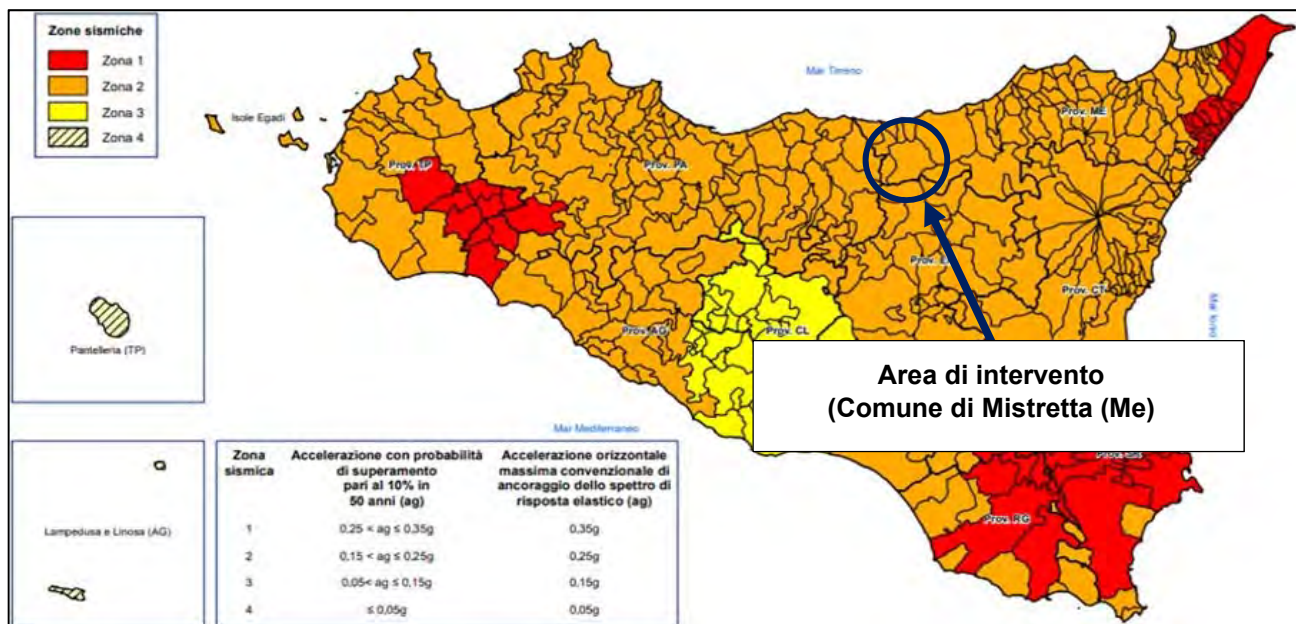 Zone sismiche
Zona 1
Zona 2
Zona 3
Zona 4
Isole Egadi
Mar Tirreno
Prov. ME
Prov. TP
Prov. PA
Prov. CT
Mar Ionio
Prov. AG
Prov. CL
Pantelleria (TP)
Area di intervento
(Comune di Mistretta (Me)
Mar Mediterraneo
Prov. RG
Lampedusa e Linosa (AG)
Zona sismica
Accelerazione con probabilità di superamento pari al 10% in 50 anni (ag)
Accelerazione orizzontale massima convenzionale di ancoraggio dello spettro di risposta elastico (ag)
1 0,25 < ag ≤ 0,35g 0,35g
2 0,15 < ag ≤ 0,25g 0,25g
3 0,05< ag ≤ 0,15g 0,15g
4 ≤ 0,05g 0,05g